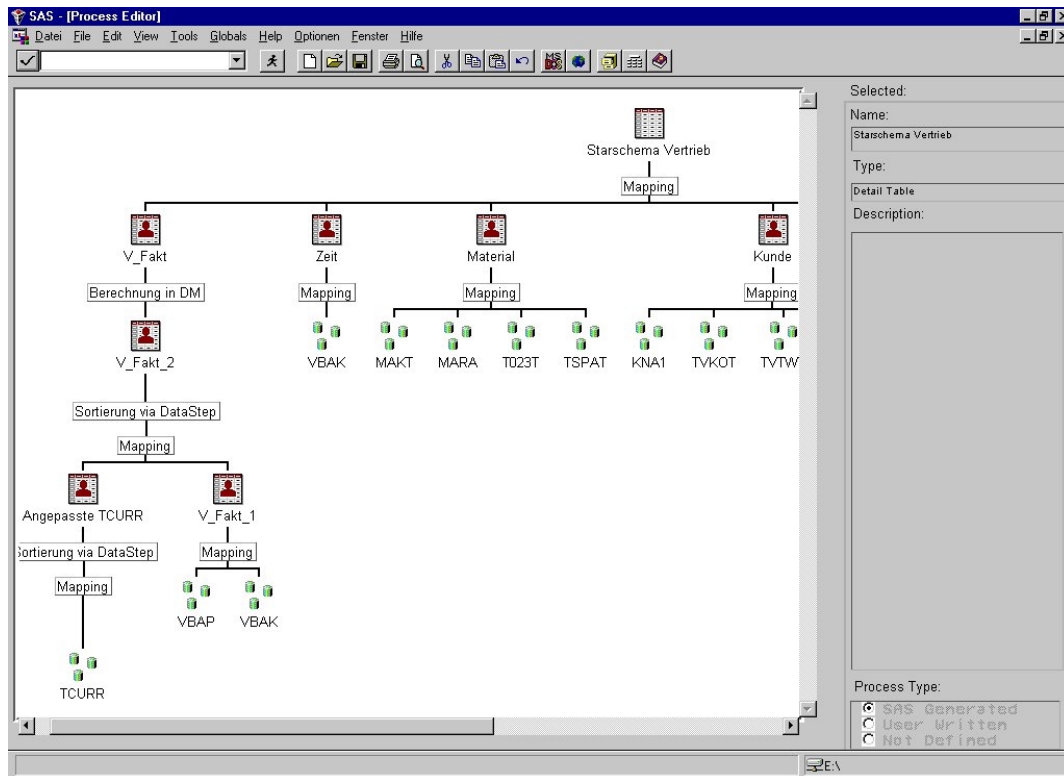 SAS - [Process Editor]
Datei File Edit View Tools Globals Help Optionen Fenster Hilfe
MS
Selected:
Name:
Starschema Vertrieb
Type:
Detail Table
Description:
Starschema Vertrieb
Mapping
V_Fakt Zeit Material Kunde
Berechnung in DM Mapping Mapping Mapping
V_Fakt_2 VBAK MAKT MARA T023T TSPAT KNA1 TVKOT TVTW
Sortierung via DataStep
Mapping
Angepasste TCURR V_Fakt_1
Sortierung via DataStep Mapping
Mapping
VBAP VBAK
TCURR
Process Type:
SAS Generated
User Written
Not Defined
E:\